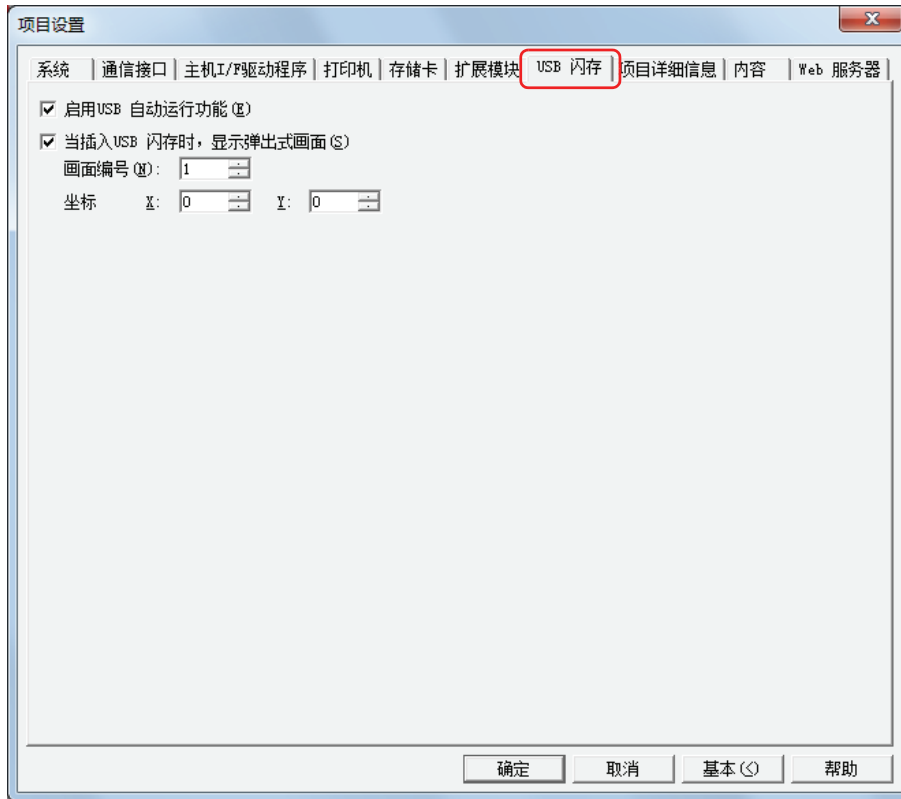 项目设置
系统 通信接口 主机I/F驱动程序 打印机 存储卡 扩展模块 USB 闪存 项目详细信息 内容 Web 服务器
启用USB 自动运行功能(E)
当插入USB 闪存时，显示弹出式画面(S)
画面编号(N): 1
坐标 X: 0 Y: 0
确定 取消 基本(<) 帮助